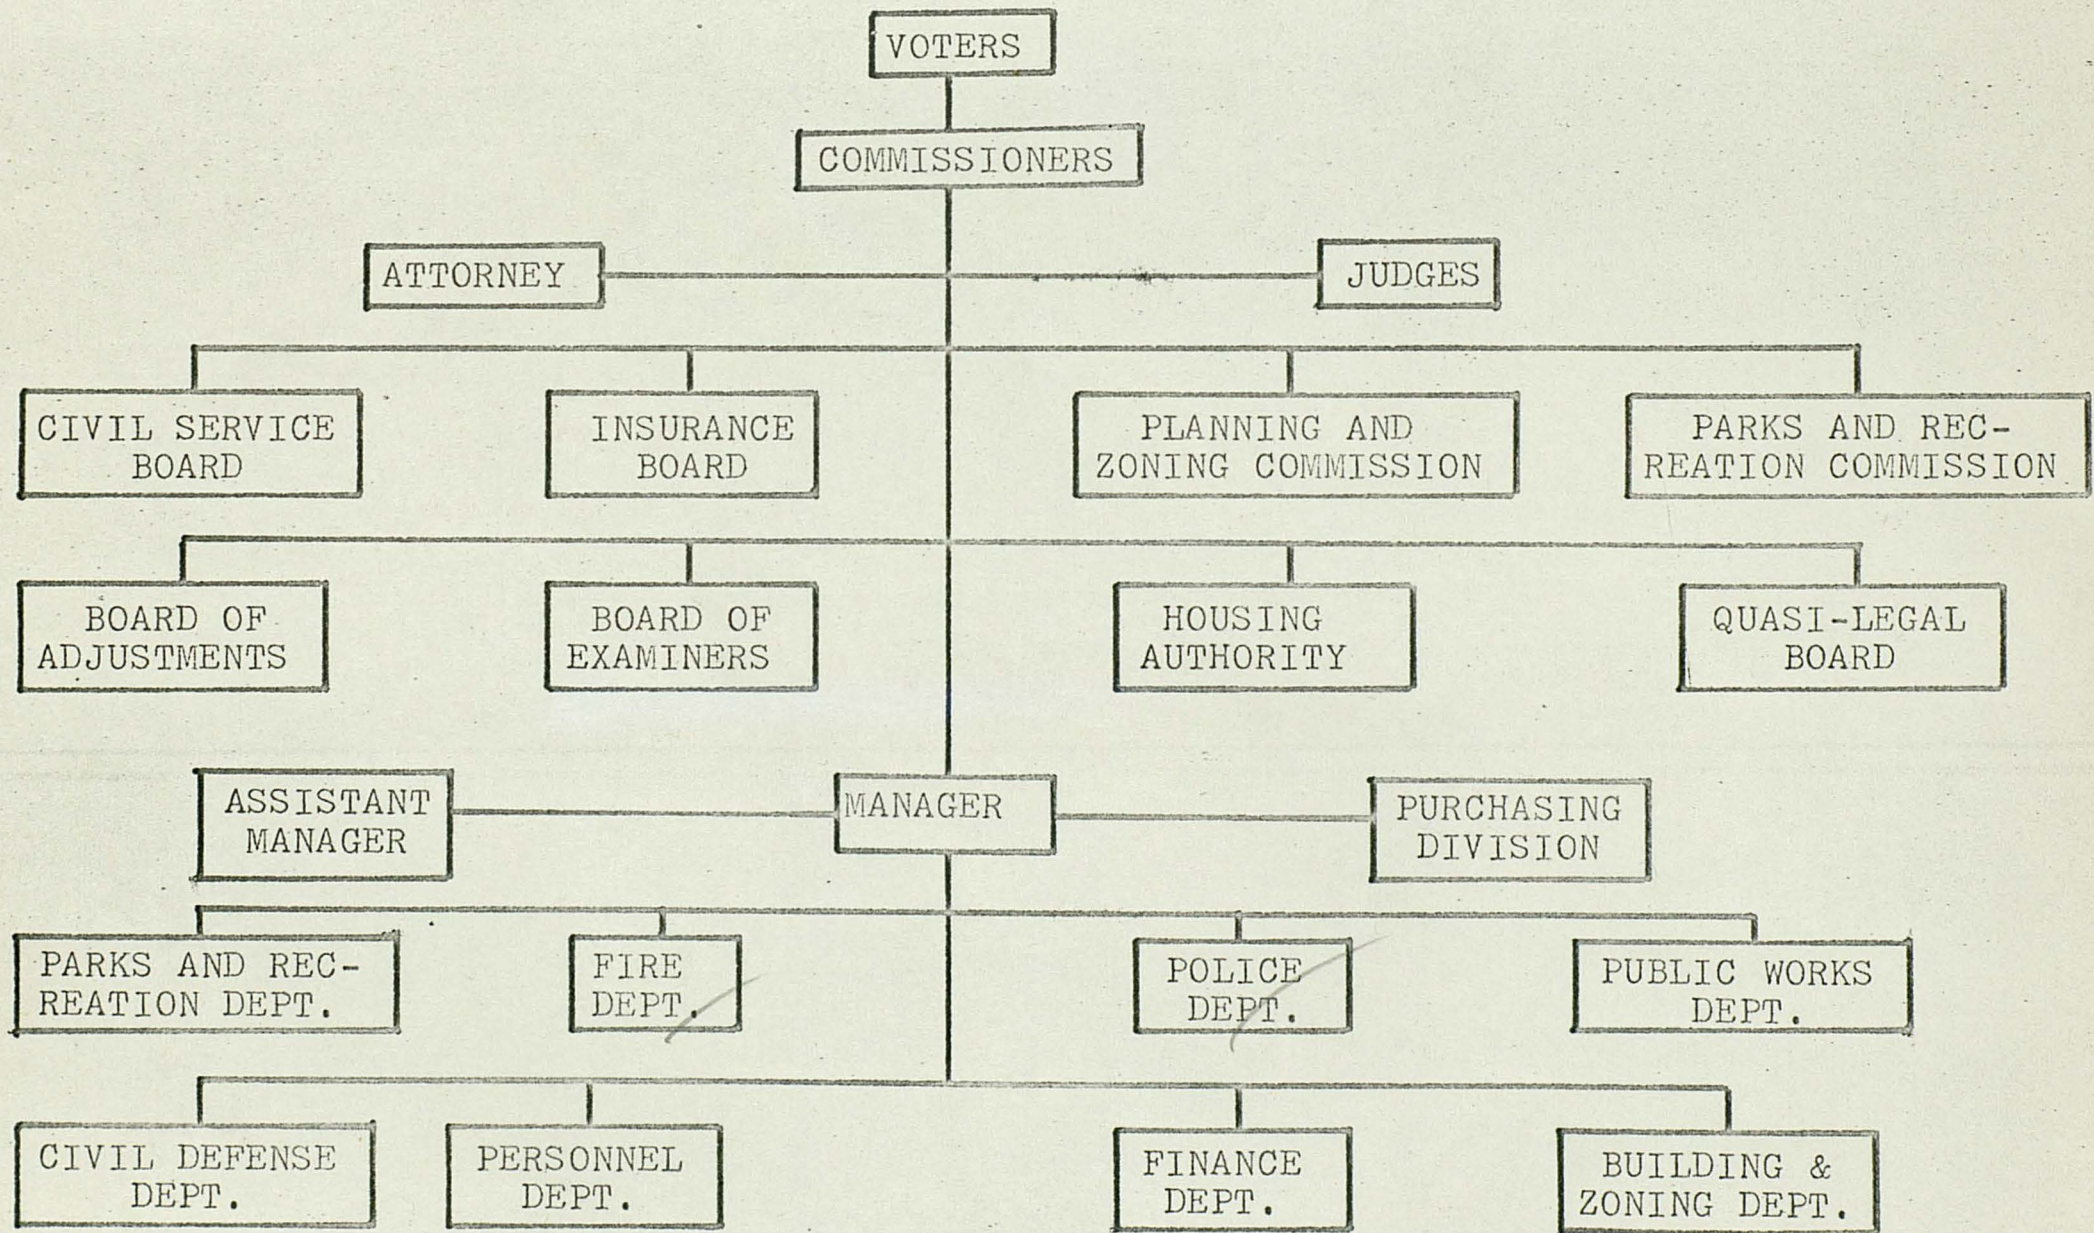 VOTERS
COMMISSIONERS
ATTORNEY
JUDGES
CIVIL SERVICE
BOARD
INSURANCE
BOARD
PLANNING AND
ZONING COMMISSION
PARKS AND REC-
REATION COMMISSION
BOARD OF
ADJUSTMENTS
BOARD OF
EXAMINERS
HOUSING
AUTHORITY
QUASI-LEGAL
BOARD
ASSISTANT
MANAGER
MANAGER
PURCHASING
DIVISION
PARKS AND REC-
REATION DEPT.
FIRE
DEPT.
POLICE
DEPT.
PUBLIC WORKS
DEPT.
CIVIL DEFENSE
DEPT.
PERSONNEL
DEPT.
FINANCE
DEPT.
BUILDING &
ZONING DEPT.